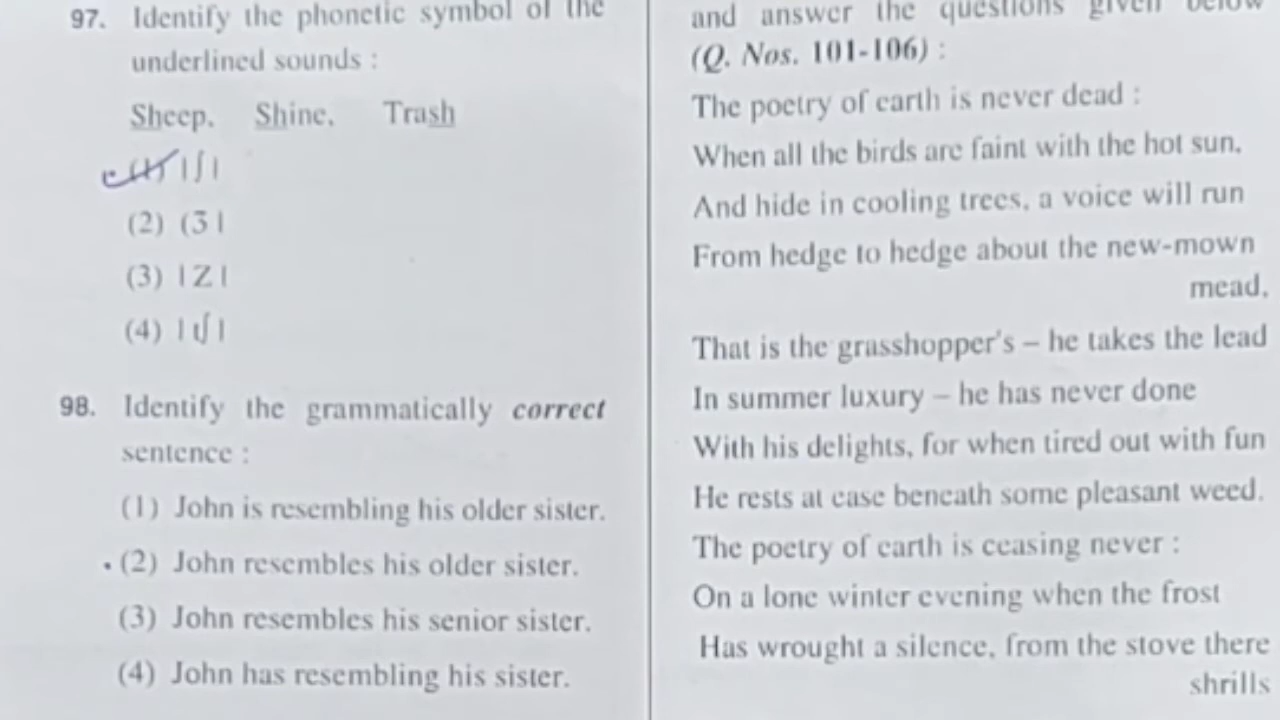 97. Identify the phonetic symbol of the
underlined sounds :
Sheep, Shine, Trash
(1) |ʃ|
(2) (3|
(3) |Z|
(4) |tʃ|
98. Identify the grammatically correct
sentence :
(1) John is resembling his older sister.
(2) John resembles his older sister.
(3) John resembles his senior sister.
(4) John has resembling his sister.
and answer the questions given below
(Q. Nos. 101-106) :
The poetry of earth is never dead :
When all the birds are faint with the hot sun,
And hide in cooling trees, a voice will run
From hedge to hedge about the new-mown
mead,
That is the grasshopper's – he takes the lead
In summer luxury – he has never done
With his delights, for when tired out with fun
He rests at ease beneath some pleasant weed.
The poetry of earth is ceasing never :
On a lone winter evening when the frost
Has wrought a silence, from the stove there
shrills